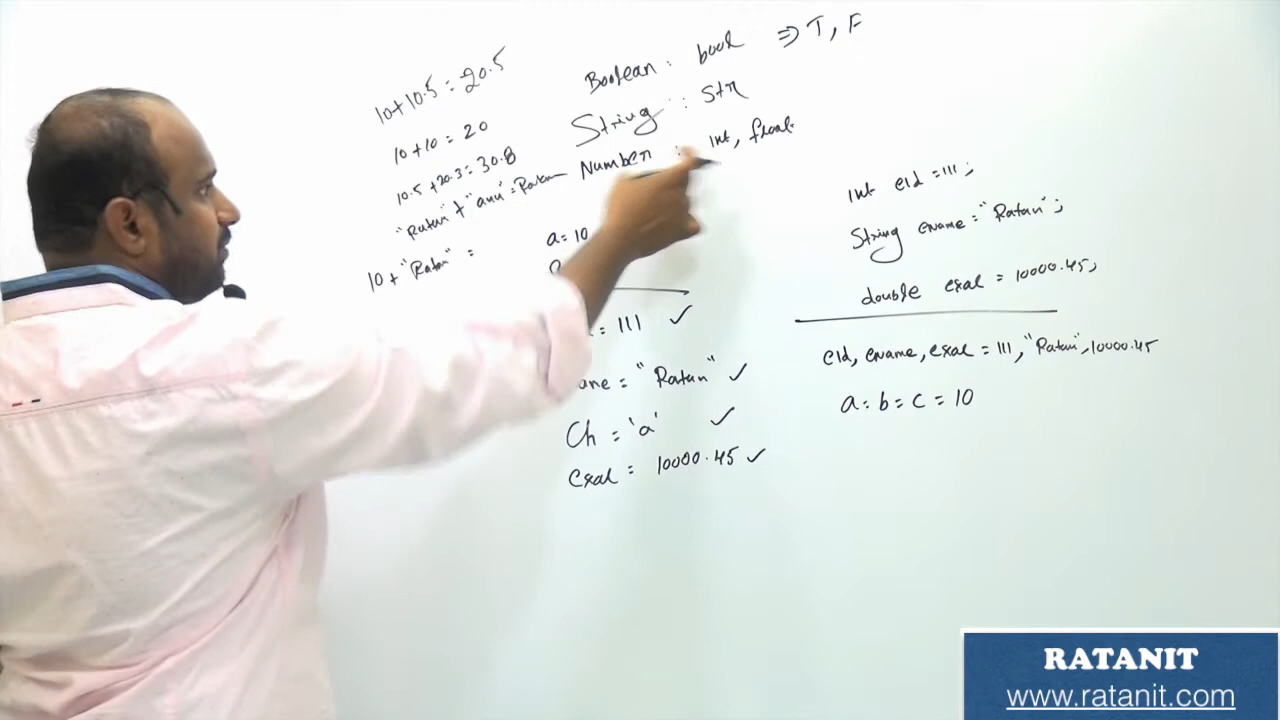 10+10.5 = 20.5
10+10 = 20
10.5+20.3 = 30.8
"Ratan" + "anu" = Ratan
10+ "Ratan" =
Boolean : bool => T, F
String : str
Number : int, float
a=10
= 111 ✓
ame = "Ratan" ✓
Ch = 'a' ✓
esal = 10000.45 ✓
int eid = 111;
String ename = "Ratan";
double esal = 10000.45;
eid, ename, esal = 111, "Ratan", 10000.45
a = b = c = 10
RATANIT
www.ratanit.com